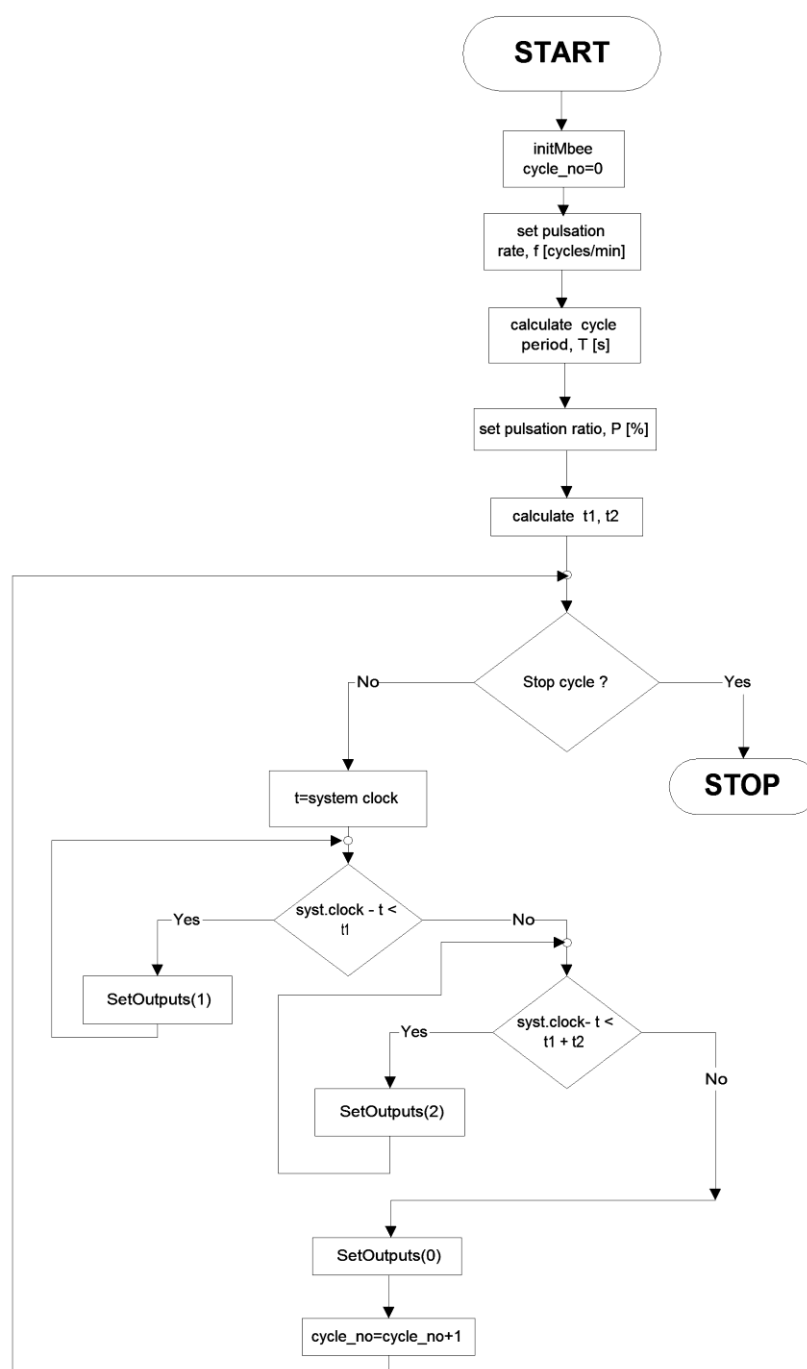 START
initMbee
cycle_no=0
set pulsation
rate, f [cycles/min]
calculate cycle
period, T [s]
set pulsation ratio, P [%]
calculate t1, t2
Stop cycle ?
No
Yes
STOP
t=system clock
syst.clock - t <
t1
Yes
No
SetOutputs(1)
syst.clock- t <
t1 + t2
Yes
No
SetOutputs(2)
SetOutputs(0)
cycle_no=cycle_no+1